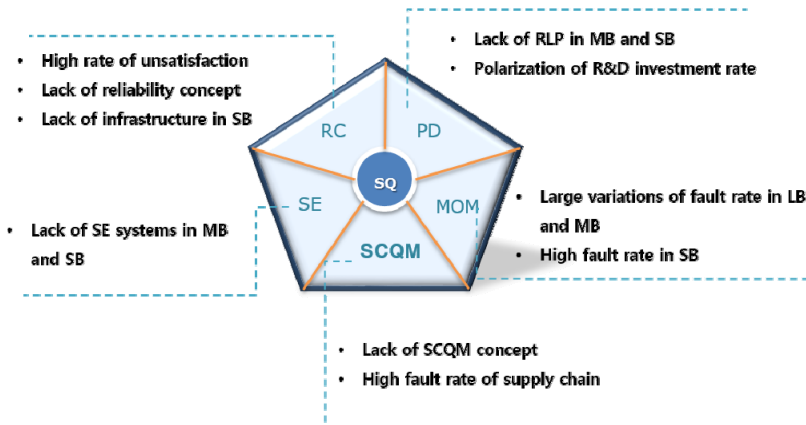 • High rate of unsatisfaction
• Lack of reliability concept
• Lack of infrastructure in SB
• Lack of RLP in MB and SB
• Polarization of R&D investment rate
RC
PD
SQ
SE
MOM
SCQM
• Lack of SE systems in MB
and SB
• Large variations of fault rate in LB
and MB
• High fault rate in SB
• Lack of SCQM concept
• High fault rate of supply chain